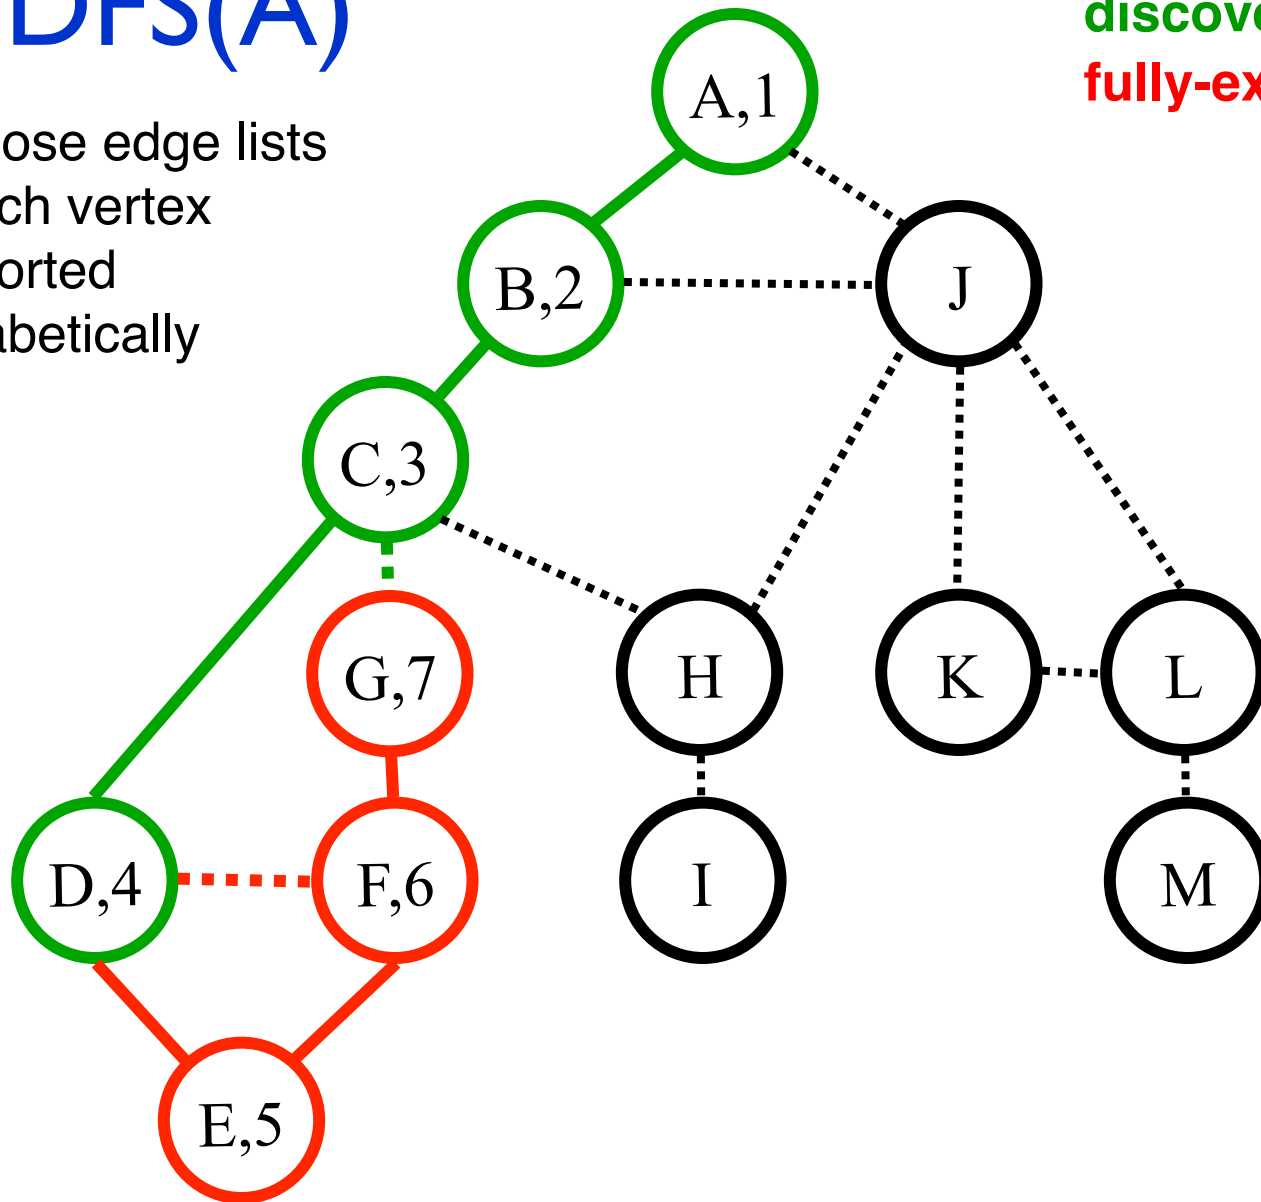 DFS(A)
discove
fully-ex
ose edge lists
ch vertex
orted
abetically
A,1
B,2
J
C,3
G,7
H
K
L
D,4
F,6
I
M
E,5